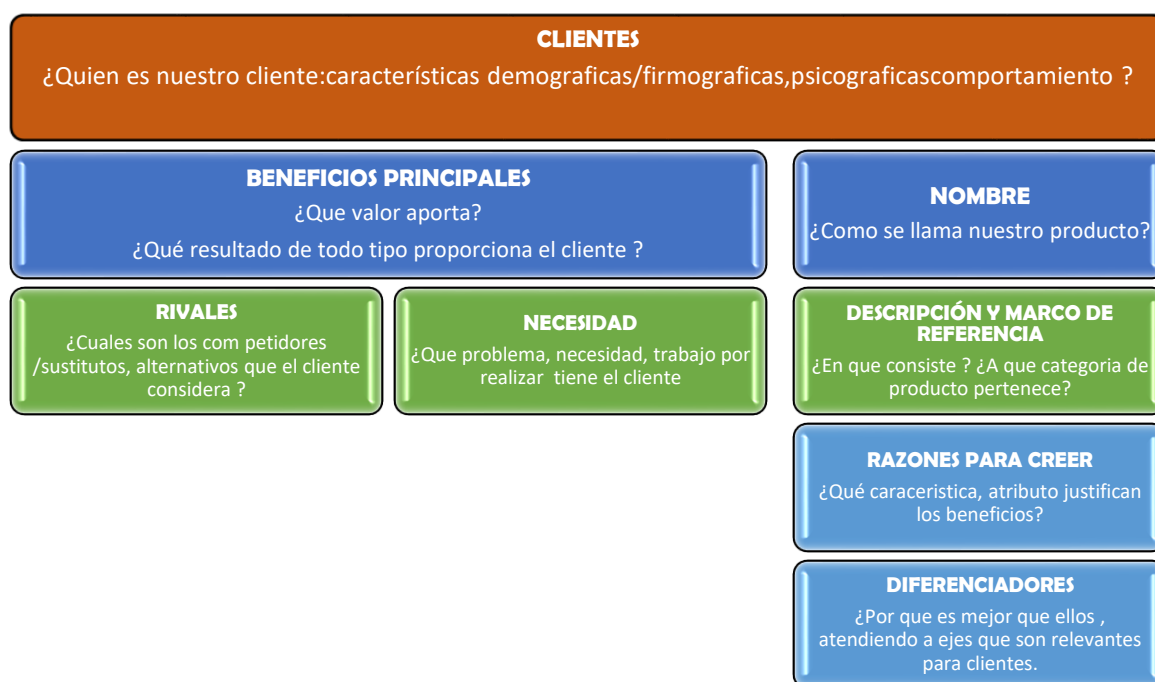 CLIENTES
¿Quien es nuestro cliente:características demograficas/firmograficas,psicograficascomportamiento ?
BENEFICIOS PRINCIPALES
¿Que valor aporta?
¿Qué resultado de todo tipo proporciona el cliente ?
NOMBRE
¿Como se llama nuestro producto?
RIVALES
¿Cuales son los com petidores
/sustitutos, alternativos que el cliente
considera ?
NECESIDAD
¿Que problema, necesidad, trabajo por
realizar tiene el cliente
DESCRIPCIÓN Y MARCO DE
REFERENCIA
¿En que consiste ? ¿A que categoria de
producto pertenece?
RAZONES PARA CREER
¿Qué caraceristica, atributo justifican
los beneficios?
DIFERENCIADORES
¿Por que es mejor que ellos ,
atendiendo a ejes que son relevantes
para clientes.